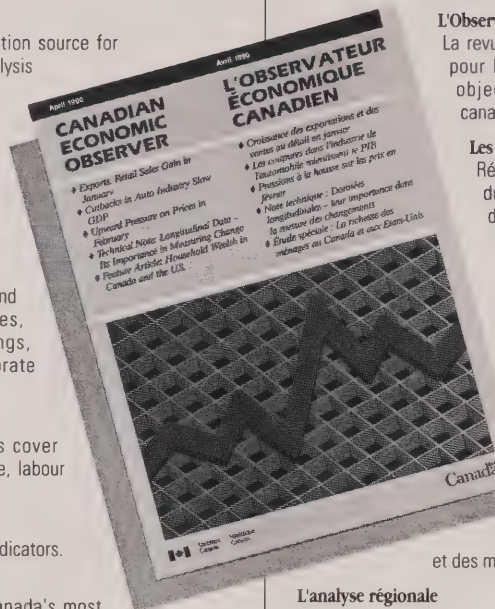 tion source for
lysis
nd
es,
ngs,
orate
s cover
e, labour
dicators.
anada's most
April 1990
CANADIAN
ECONOMIC
OBSERVER
♦ Exports, Retail Sales Gain in
January
♦ Cutbacks in Auto Industry Slow
GDP
♦ Upward Pressure on Prices in
February
♦ Technical Note: Longitudinal Data –
Its Importance in Measuring Change
♦ Feature Article: Household Wealth in
Canada and the U.S.
Avril 1990
L'OBSERVATEUR
ÉCONOMIQUE
CANADIEN
♦ Croissance des exportations et des
ventes au détail en janvier
♦ Les coupures dans l'industrie de
l'automobile ralentissent le PIB
♦ Pressions à la hausse sur les prix en
février
♦ Note technique : Données
longitudinales – leur importance dans
la mesure des changements
♦ Étude spéciale : La richesse des
ménages au Canada et aux États-Unis
Statistics Statistique
Canada Canada
Canada
L'Obser
La revu
pour l
obje
cana
Les
Ré
d
d
et des m
L'analyse régionale